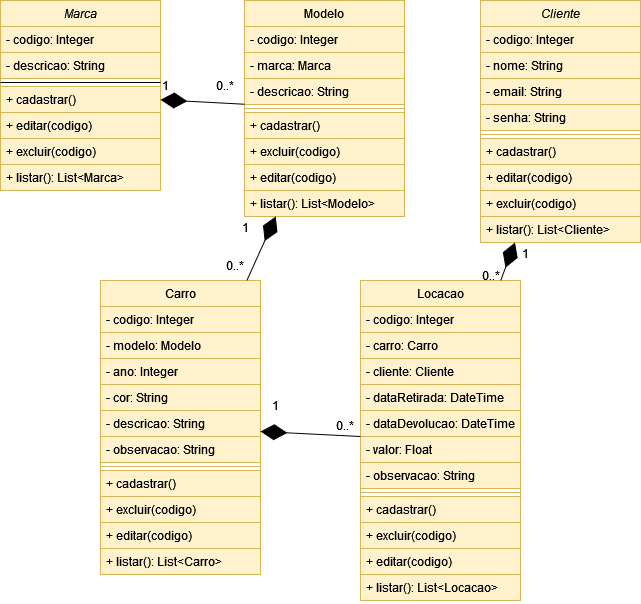 Marca
- codigo: Integer
- descricao: String
+ cadastrar()
+ editar(codigo)
+ excluir(codigo)
+ listar(): List<Marca>
1
0..*
Modelo
- codigo: Integer
- marca: Marca
- descricao: String
+ cadastrar()
+ excluir(codigo)
+ editar(codigo)
+ listar(): List<Modelo>
1
0..*
Cliente
- codigo: Integer
- nome: String
- email: String
- senha: String
+ cadastrar()
+ editar(codigo)
+ excluir(codigo)
+ listar(): List<Cliente>
1
0..*
Carro
- codigo: Integer
- modelo: Modelo
- ano: Integer
- cor: String
- descricao: String
- observacao: String
+ cadastrar()
+ excluir(codigo)
+ editar(codigo)
+ listar(): List<Carro>
1
0..*
Locacao
- codigo: Integer
- carro: Carro
- cliente: Cliente
- dataRetirada: DateTime
- dataDevolucao: DateTime
- valor: Float
- observacao: String
+ cadastrar()
+ excluir(codigo)
+ editar(codigo)
+ listar(): List<Locacao>